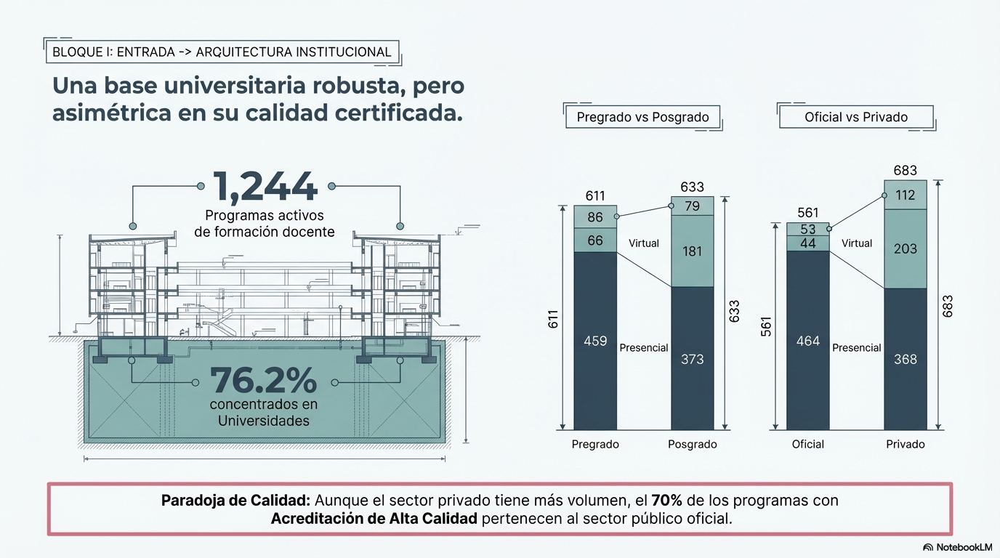 BLOQUE I: ENTRADA -> ARQUITECTURA INSTITUCIONAL
Una base universitaria robusta, pero
asimétrica en su calidad certificada.
1,244
Programas activos
de formación docente
76.2%
concentrados en
Universidades
Pregrado vs Posgrado
611
86
66
459
611
Virtual
Presencial
633
79
181
373
633
Pregrado
Posgrado
Oficial vs Privado
561
53
44
464
561
Virtual
Presencial
683
112
203
368
683
Oficial
Privado
Paradoja de Calidad: Aunque el sector privado tiene más volumen, el 70% de los programas con
Acreditación de Alta Calidad pertenecen al sector público oficial.
NotebookLM